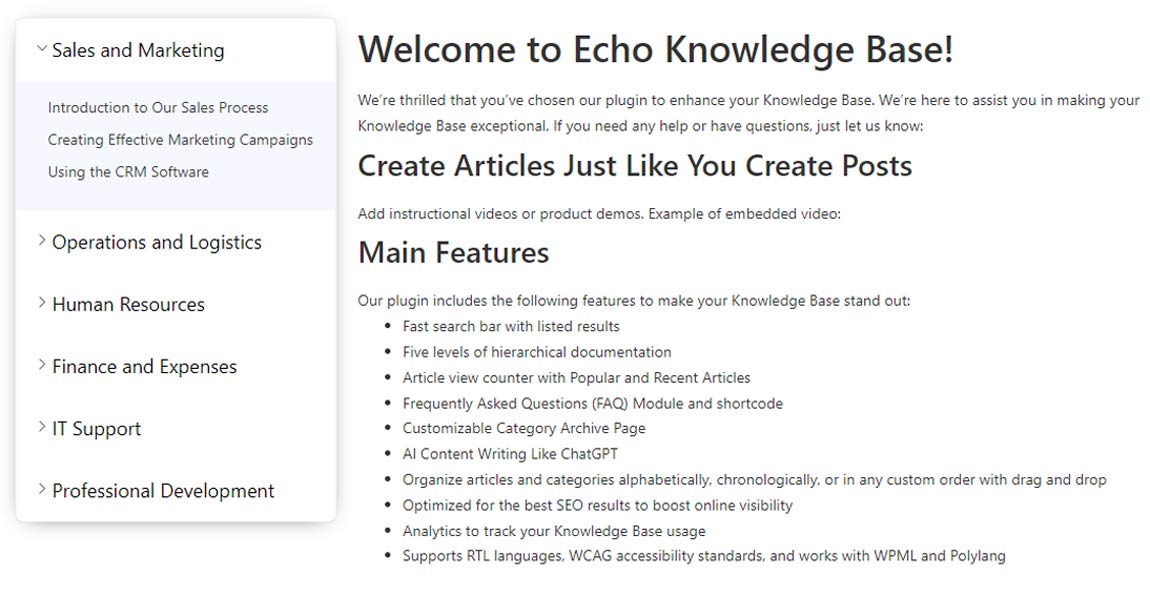 Sales and Marketing
Introduction to Our Sales Process
Creating Effective Marketing Campaigns
Using the CRM Software
Operations and Logistics
Human Resources
Finance and Expenses
IT Support
Professional Development
Welcome to Echo Knowledge Base!
We’re thrilled that you’ve chosen our plugin to enhance your Knowledge Base. We’re here to assist you in making your
Knowledge Base exceptional. If you need any help or have questions, just let us know:
Create Articles Just Like You Create Posts
Add instructional videos or product demos. Example of embedded video:
Main Features
Our plugin includes the following features to make your Knowledge Base stand out:
• Fast search bar with listed results
• Five levels of hierarchical documentation
• Article view counter with Popular and Recent Articles
• Frequently Asked Questions (FAQ) Module and shortcode
• Customizable Category Archive Page
• AI Content Writing Like ChatGPT
• Organize articles and categories alphabetically, chronologically, or in any custom order with drag and drop
• Optimized for the best SEO results to boost online visibility
• Analytics to track your Knowledge Base usage
• Supports RTL languages, WCAG accessibility standards, and works with WPML and Polylang